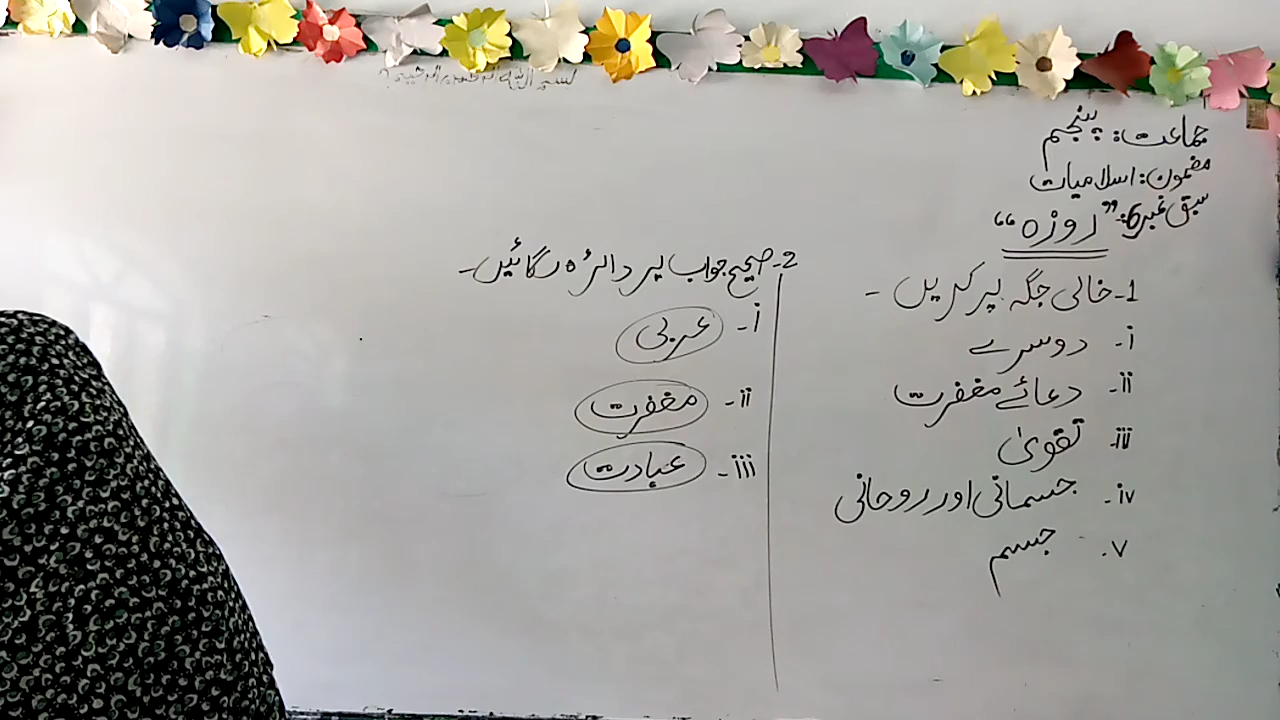 جماعت: پنجم
مضمون: اسلامیات
سبق نمبر6: ”روزہ“
1- خالی جگہ پر کریں -
i- دوسرے
ii- دعائے مغفرت
iii- تقویٰ
iv- جسمانی اور روحانی
v. جسم
2- صحیح جواب پر دائرہ لگائیں-
i- عربی
ii- مغفرت
iii- عبادت